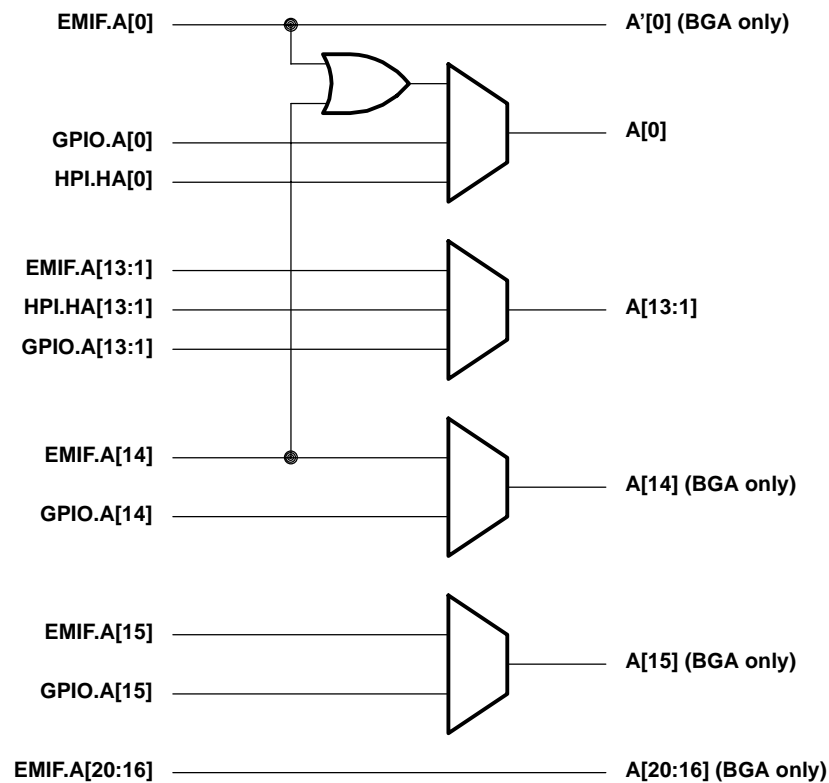 EMIF.A[0] A’[0] (BGA only)
GPIO.A[0] A[0]
HPI.HA[0]
EMIF.A[13:1]
HPI.HA[13:1] A[13:1]
GPIO.A[13:1]
EMIF.A[14]
A[14] (BGA only)
GPIO.A[14]
EMIF.A[15]
A[15] (BGA only)
GPIO.A[15]
EMIF.A[20:16] A[20:16] (BGA only)